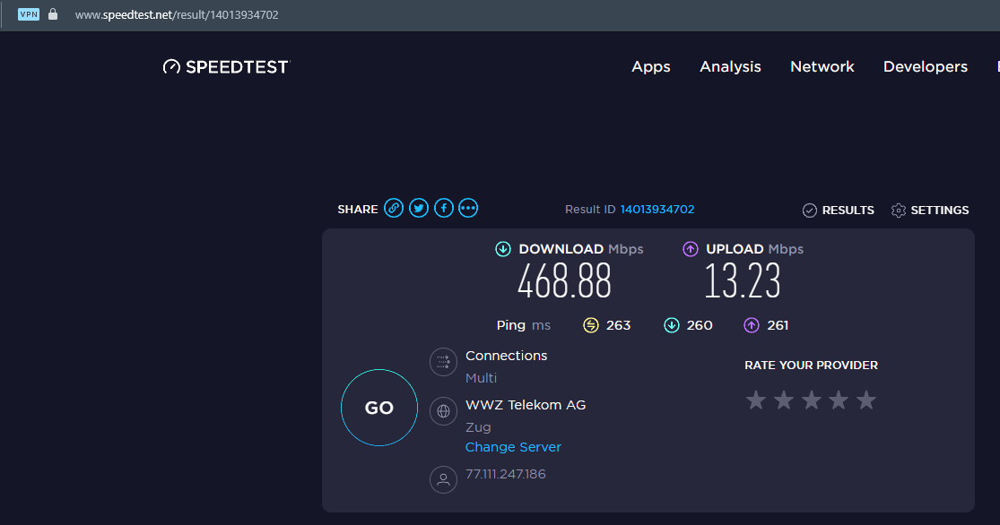 VPN www.speedtest.net/result/14013934702
SPEEDTEST Apps Analysis Network Developers
SHARE Result ID 14013934702 RESULTS SETTINGS
DOWNLOAD Mbps UPLOAD Mbps
468.88 13.23
Ping ms 263 260 261
Connections
Multi
RATE YOUR PROVIDER
GO
WWZ Telekom AG
Zug
Change Server
77.111.247.186